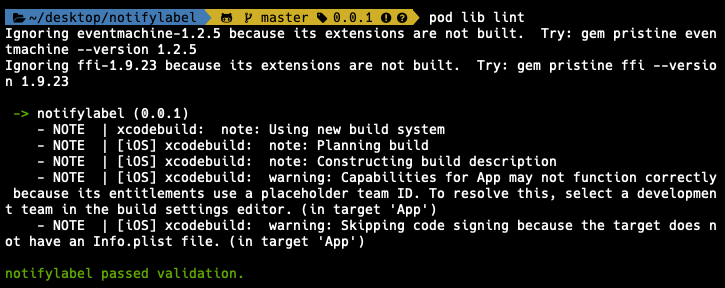 ~/desktop/notifylabel master 0.0.1 pod lib lint
Ignoring eventmachine-1.2.5 because its extensions are not built.  Try: gem pristine even
tmachine --version 1.2.5
Ignoring ffi-1.9.23 because its extensions are not built.  Try: gem pristine ffi --versio
n 1.9.23
-> notifylabel (0.0.1)
- NOTE  | xcodebuild:  note: Using new build system
- NOTE  | [iOS] xcodebuild:  note: Planning build
- NOTE  | [iOS] xcodebuild:  note: Constructing build description
- NOTE  | [iOS] xcodebuild:  warning: Capabilities for App may not function correctly
because its entitlements use a placeholder team ID. To resolve this, select a developmen
t team in the build settings editor. (in target 'App')
- NOTE  | [iOS] xcodebuild:  warning: Skipping code signing because the target does n
ot have an Info.plist file. (in target 'App')
notifylabel passed validation.